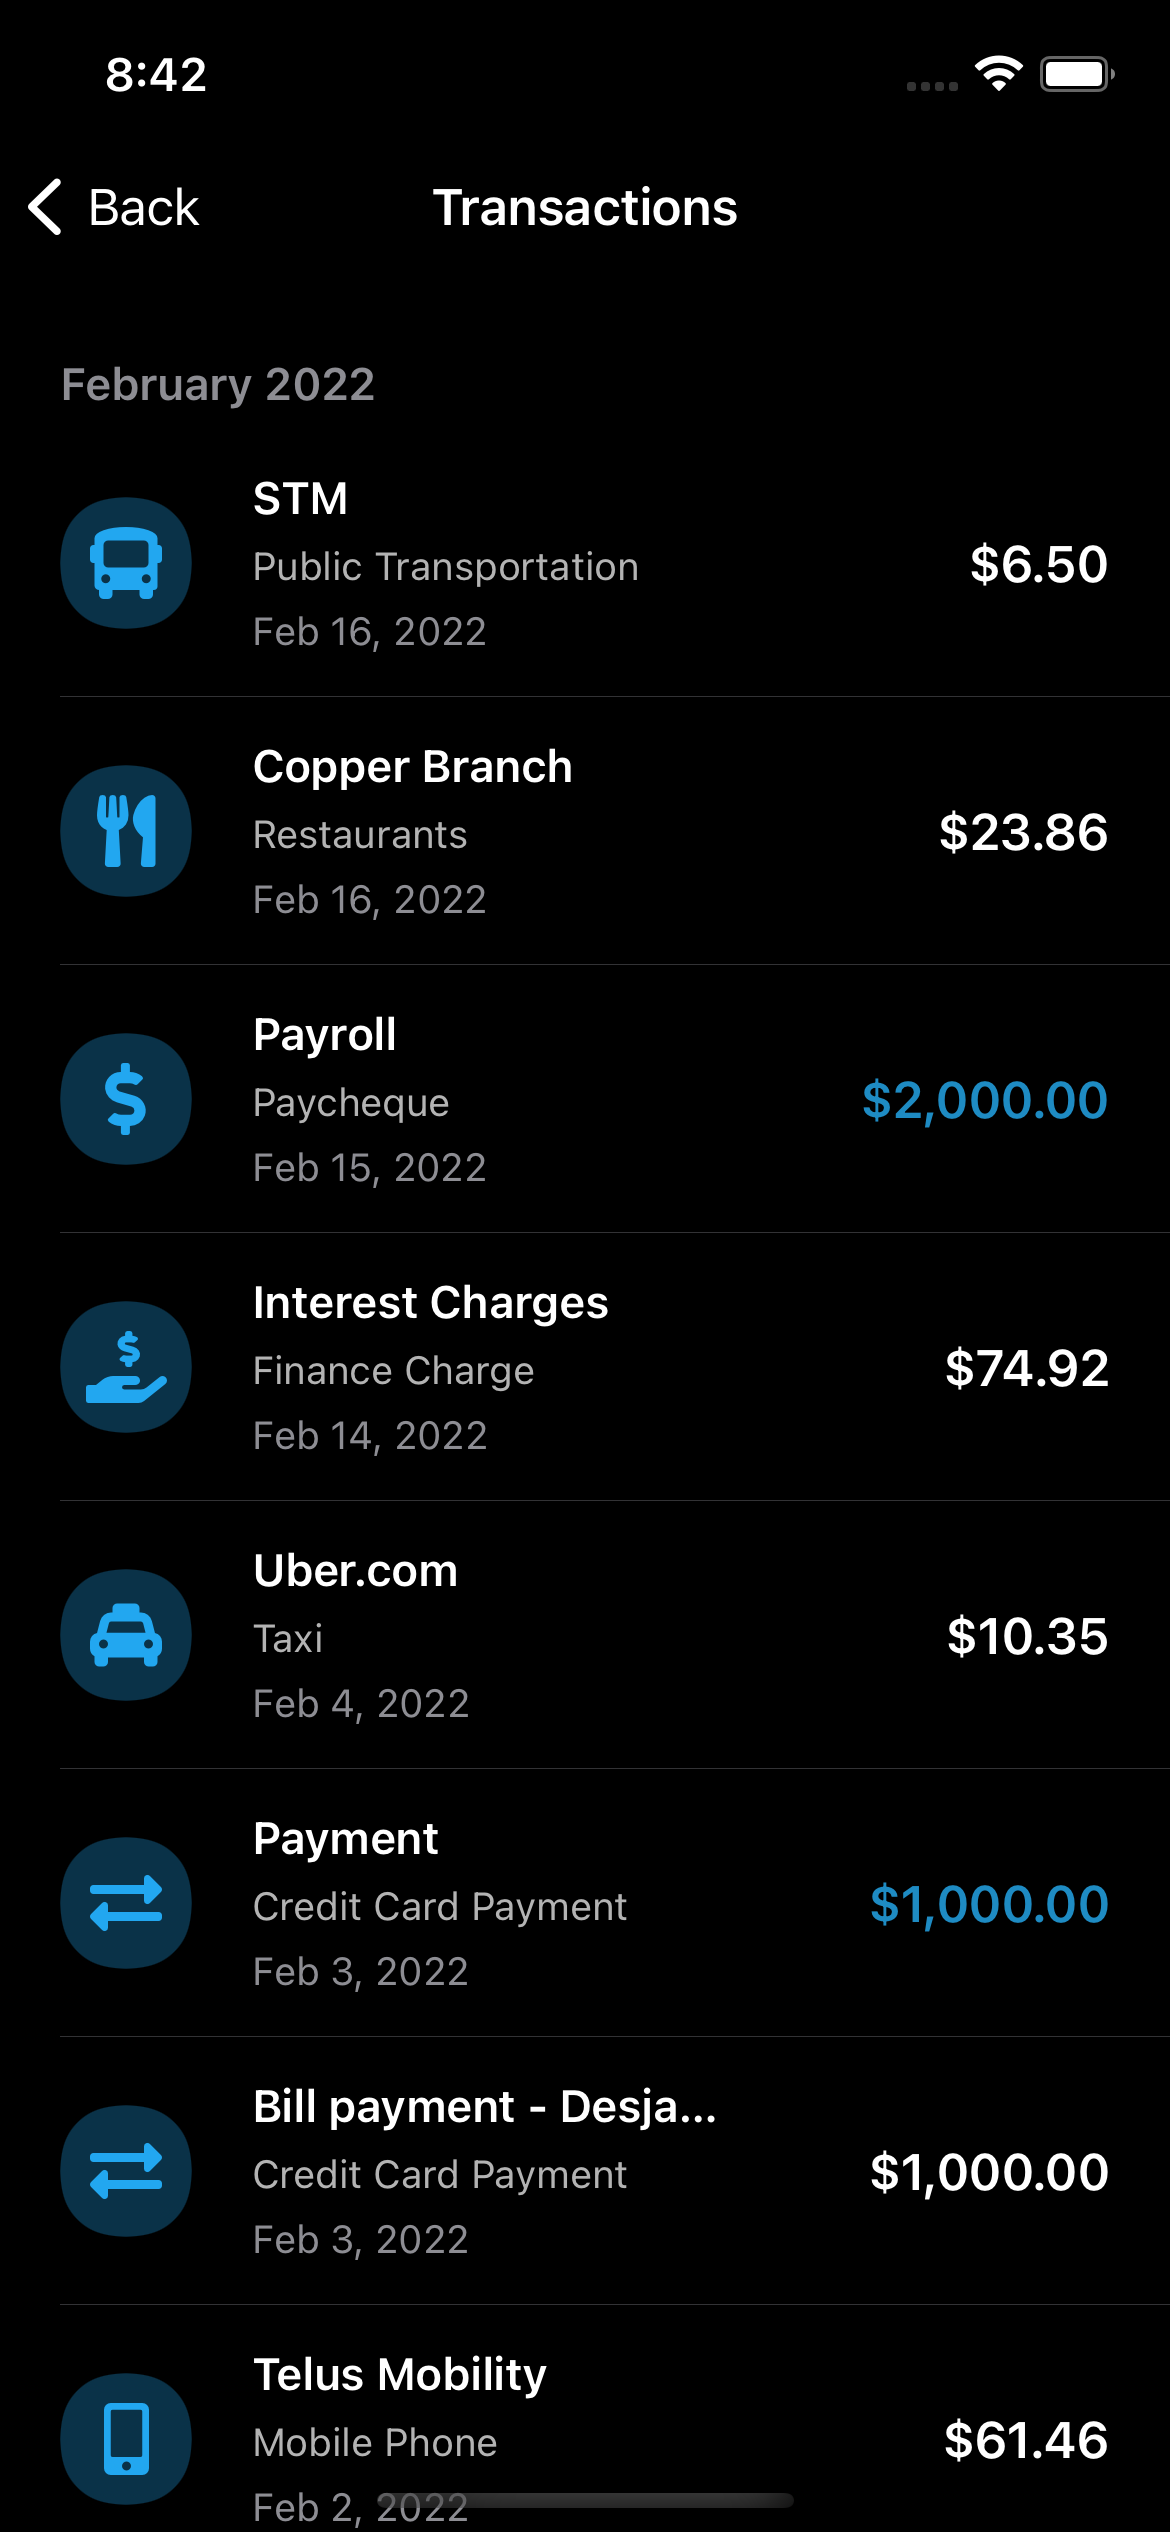 8:42
Back
Transactions
February 2022
STM
Public Transportation
$6.50
Feb 16, 2022
Copper Branch
Restaurants
$23.86
Feb 16, 2022
Payroll
Paycheque
$2,000.00
Feb 15, 2022
Interest Charges
Finance Charge
$74.92
Feb 14, 2022
Uber.com
Taxi
$10.35
Feb 4, 2022
Payment
Credit Card Payment
$1,000.00
Feb 3, 2022
Bill payment - Desja...
Credit Card Payment
$1,000.00
Feb 3, 2022
Telus Mobility
Mobile Phone
$61.46
Feb 2, 2022